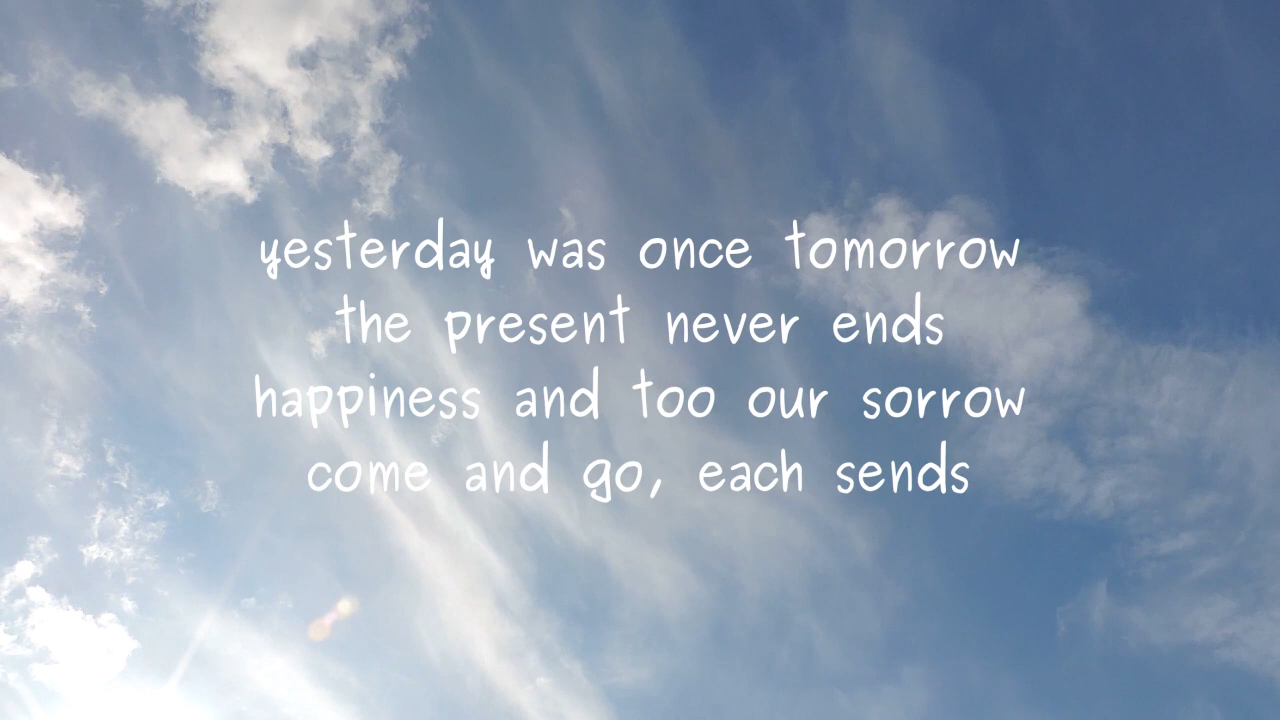 yesterday was once tomorrow
the present never ends
happiness and too our sorrow
come and go, each sends